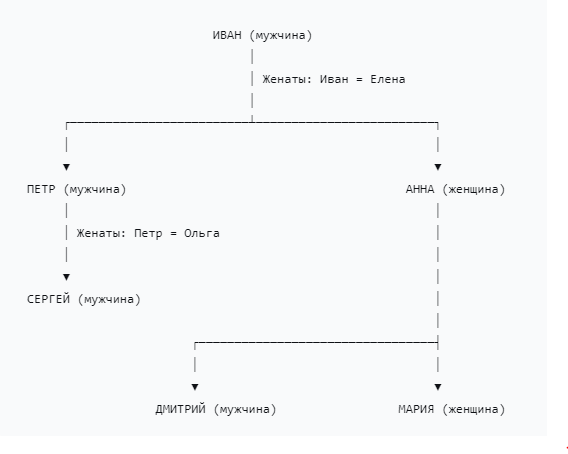 ИВАН (мужчина)
Женаты: Иван = Елена
ПЕТР (мужчина) АННА (женщина)
Женаты: Петр = Ольга
СЕРГЕЙ (мужчина)
ДМИТРИЙ (мужчина) МАРИЯ (женщина)